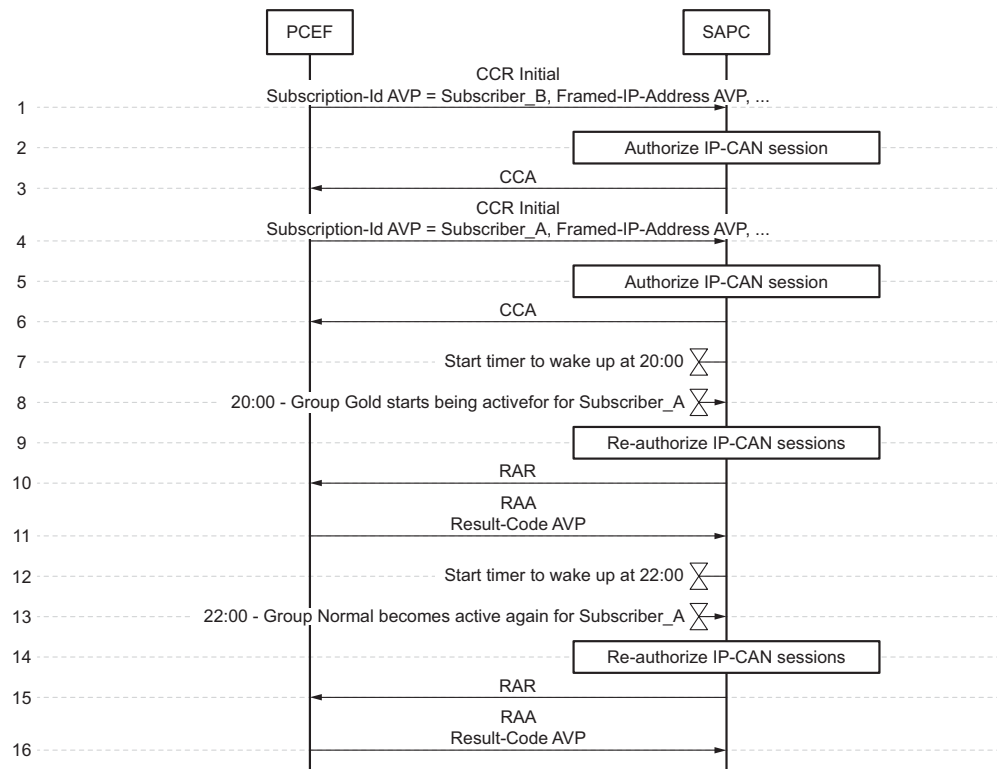 PCEF
SAPC
CCR Initial
1 Subscription-Id AVP = Subscriber_B, Framed-IP-Address AVP, ...
2 Authorize IP-CAN session
3 CCA
CCR Initial
4 Subscription-Id AVP = Subscriber_A, Framed-IP-Address AVP, ...
5 Authorize IP-CAN session
6 CCA
7 Start timer to wake up at 20:00
8 20:00 - Group Gold starts being activefor for Subscriber_A
9 Re-authorize IP-CAN sessions
10 RAR
RAA
11 Result-Code AVP
12 Start timer to wake up at 22:00
13 22:00 - Group Normal becomes active again for Subscriber_A
14 Re-authorize IP-CAN sessions
15 RAR
RAA
16 Result-Code AVP